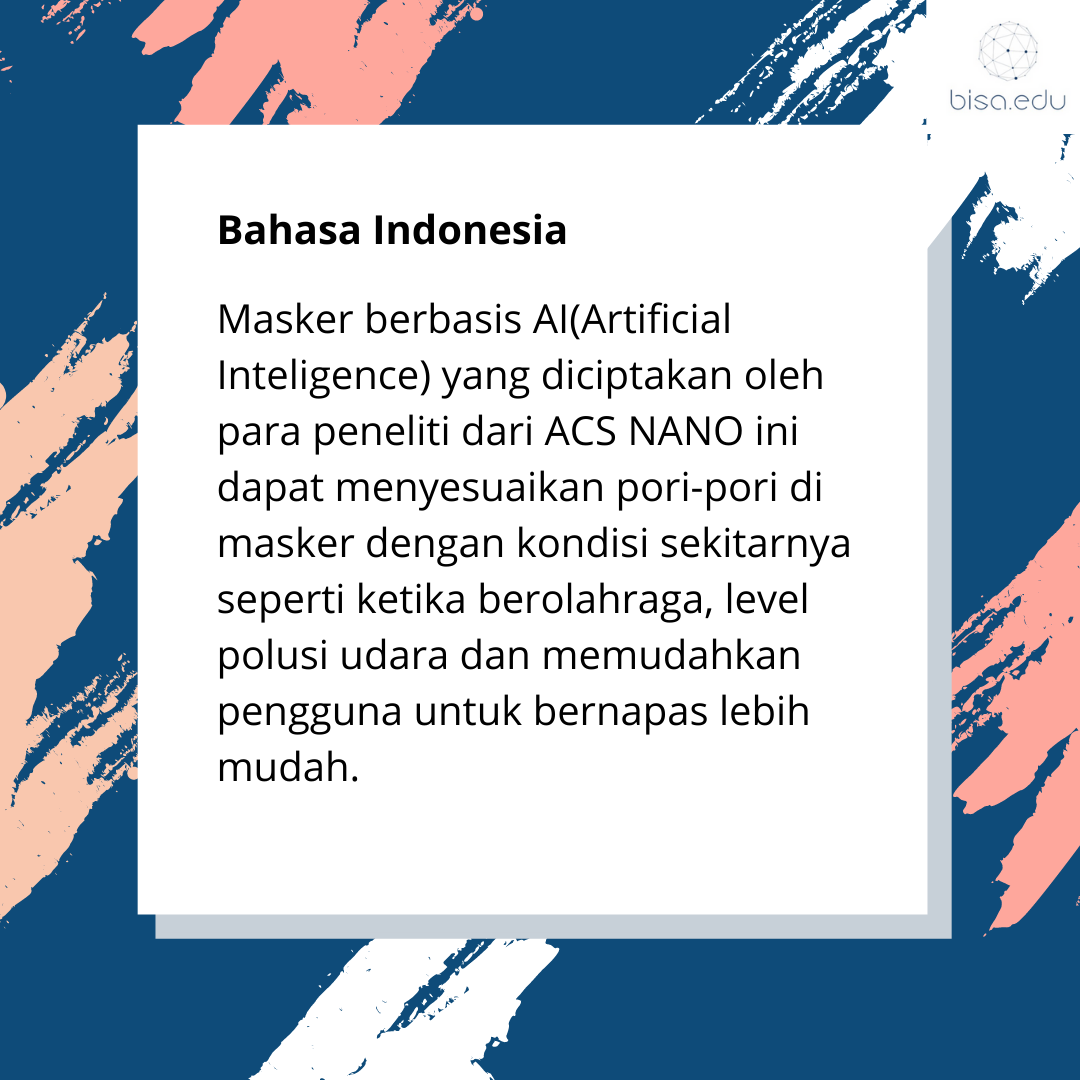 bisa.edu
Bahasa Indonesia
Masker berbasis AI(Artificial
Inteligence) yang diciptakan oleh
para peneliti dari ACS NANO ini
dapat menyesuaikan pori-pori di
masker dengan kondisi sekitarnya
seperti ketika berolahraga, level
polusi udara dan memudahkan
pengguna untuk bernapas lebih
mudah.